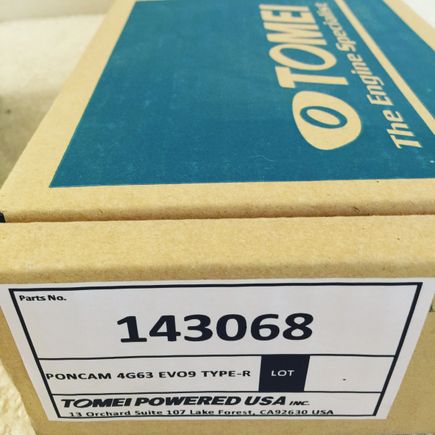 TOMEI
The Engine Specialist
Parts No.
143068
PONCAM 4G63 EVO9 TYPE-R LOT
TOMEI POWERED USA INC.
13 Orchard Suite 107 Lake Forest, CA92630 USA